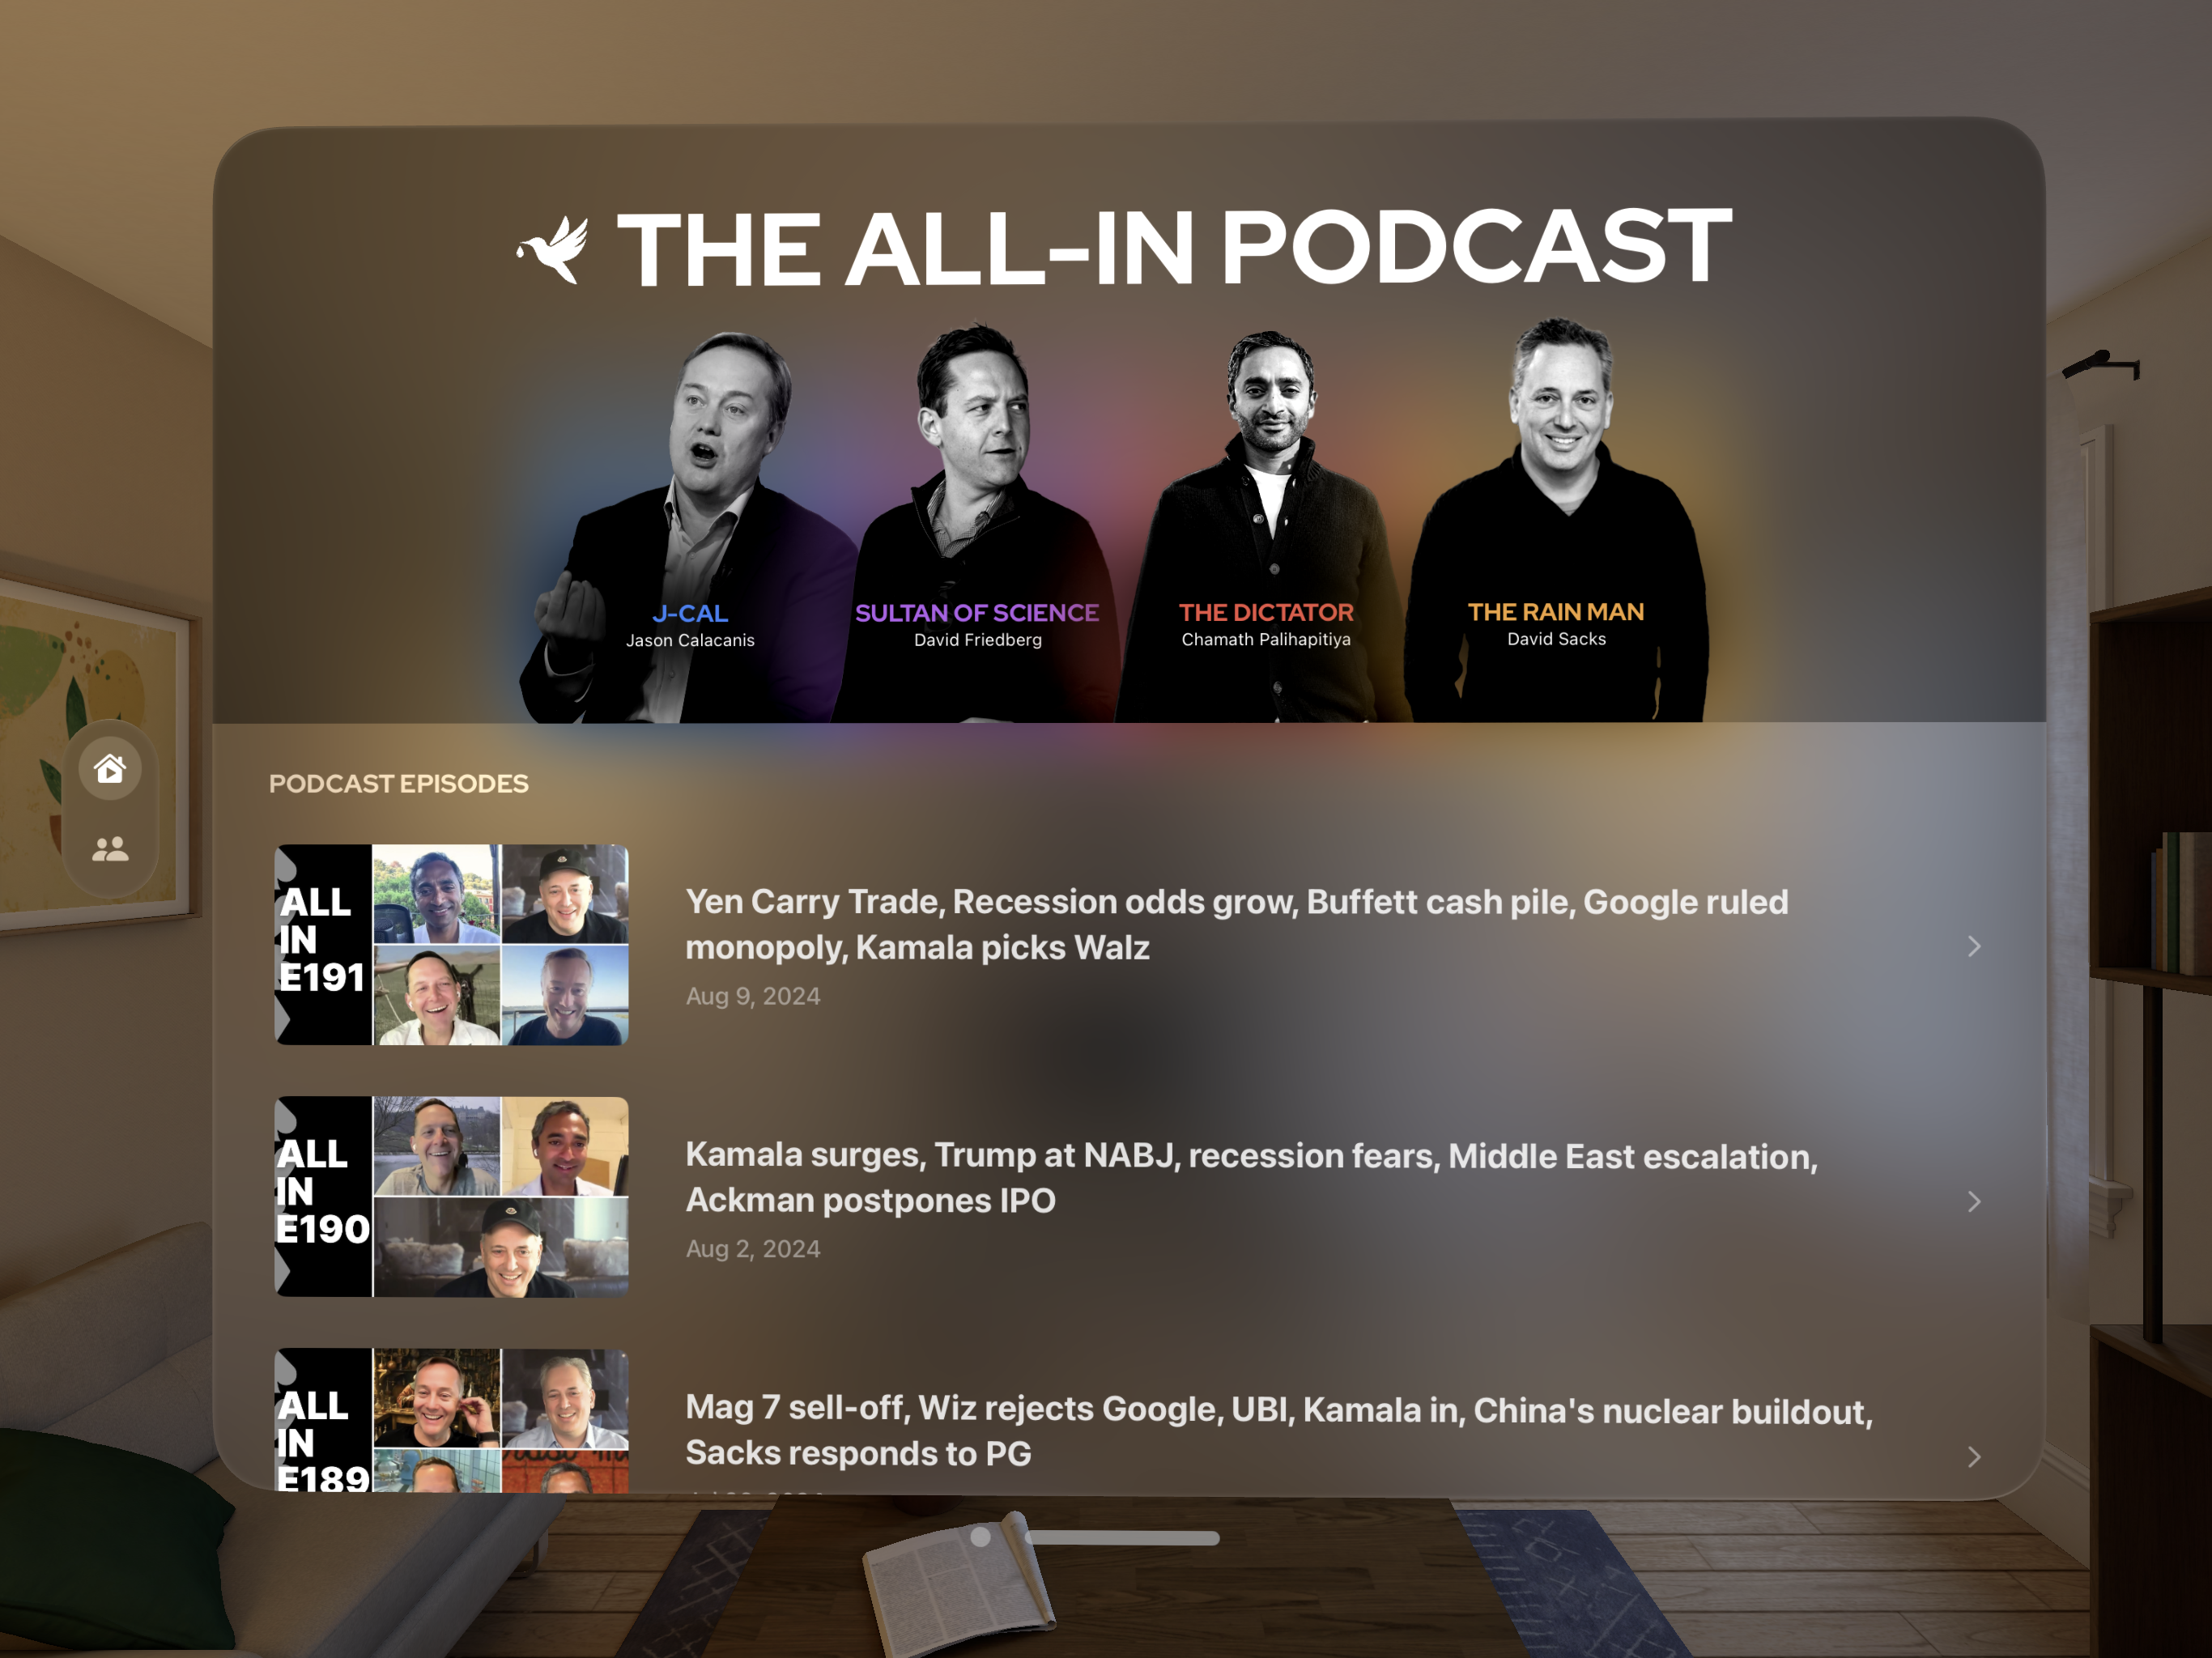 THE ALL-IN PODCAST
J-CAL
Jason Calacanis
SULTAN OF SCIENCE
David Friedberg
THE DICTATOR
Chamath Palihapitiya
THE RAIN MAN
David Sacks
PODCAST EPISODES
ALL
IN
E191
Yen Carry Trade, Recession odds grow, Buffett cash pile, Google ruled
monopoly, Kamala picks Walz
Aug 9, 2024
ALL
IN
E190
Kamala surges, Trump at NABJ, recession fears, Middle East escalation,
Ackman postpones IPO
Aug 2, 2024
ALL
IN
E189
Mag 7 sell-off, Wiz rejects Google, UBI, Kamala in, China's nuclear buildout,
Sacks responds to PG